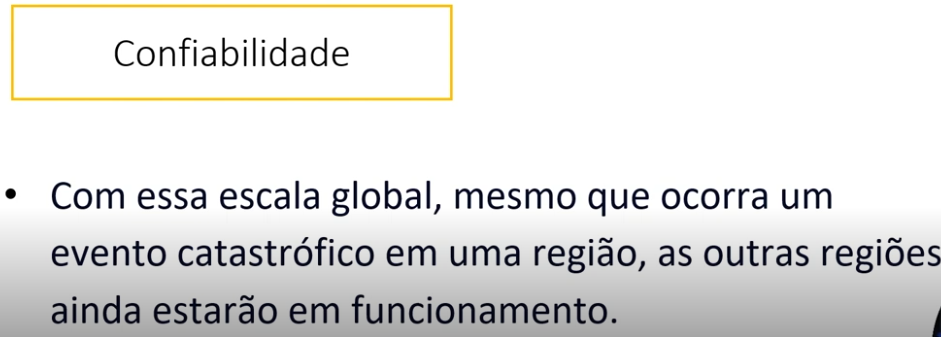 Confiabilidade
• Com essa escala global, mesmo que ocorra um
evento catastrófico em uma região, as outras regiões
ainda estarão em funcionamento.